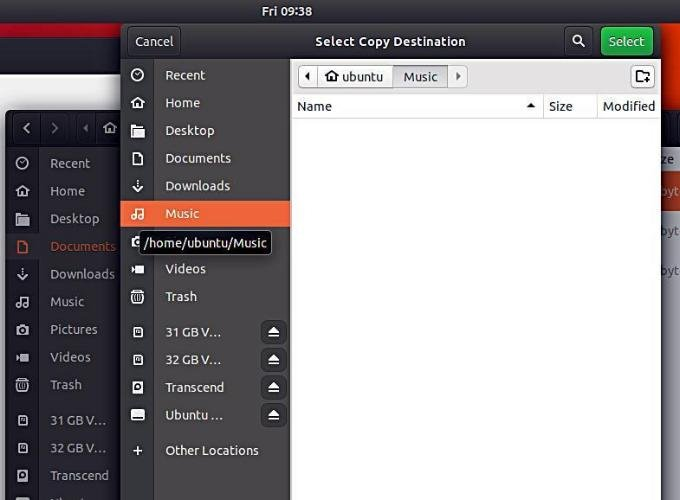 Fri 09:38
Cancel
Select Copy Destination
Select
Recent
Home
Desktop
Documents
Downloads
Music
/home/ubuntu/Music
Videos
Trash
31 GB V...
32 GB V...
Transcend
Ubuntu ...
Other Locations
ubuntu
Music
Name
Size
Modified
Recent
Home
Desktop
Documents
Downloads
Music
Pictures
Videos
Trash
31 GB V...
32 GB V...
Transcend
ze
byt
byt
byt